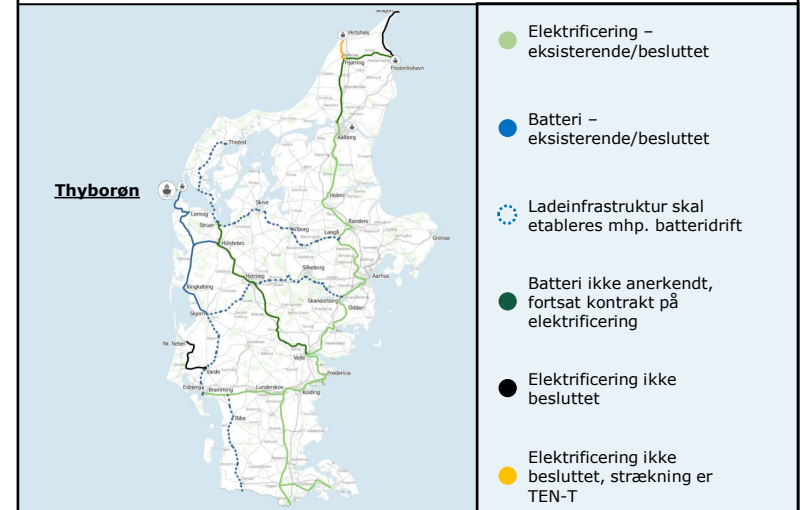 Hirtshals
Hjørring
Frederikshavn
Aalborg
Thisted
Thyborøn
Lemvig
Skive
Hobro
Struer
Viborg
Langå
Randers
Holstebro
Grenaa
Herning
Silkeborg
Aarhus
Ringkøbing
Skanderborg
Odder
Skjern
Nr. Nebel
Varde
Vejle
Fredericia
Esbjerg
Bramming
Lunderskov
Kolding
Ribe
Elektrificering –
eksisterende/besluttet
Batteri –
eksisterende/besluttet
Ladeinfrastruktur skal
etableres mhp. batteridrift
Batteri ikke anerkendt,
fortsat kontrakt på
elektrificering
Elektrificering ikke
besluttet
Elektrificering ikke
besluttet, strækning er
TEN-T